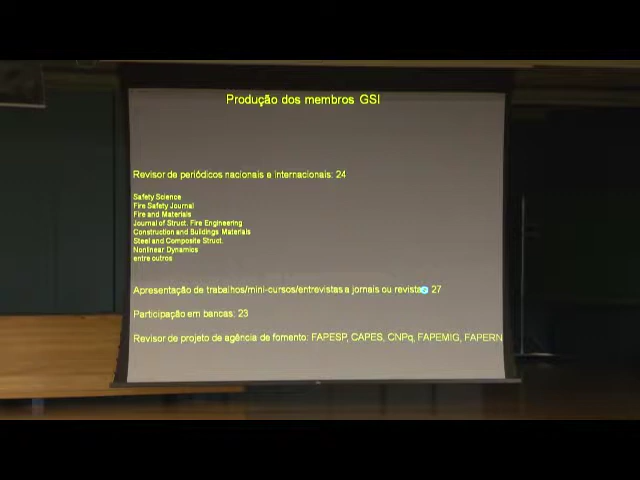 Produção dos membros GSI
Revisor de periódicos nacionais e internacionais: 24
Safety Science
Fire Safety Journal
Fire and Materials
Journal of Struct. Fire Engineering
Construction and Buildings Materials
Steel and Composite Struct.
Nonlinear Dynamics
entre outros
Apresentação de trabalhos/mini-cursos/entrevistas a jornais ou revistas: 27
Participação em bancas: 23
Revisor de projeto de agência de fomento: FAPESP, CAPES, CNPq, FAPEMIG, FAPERN